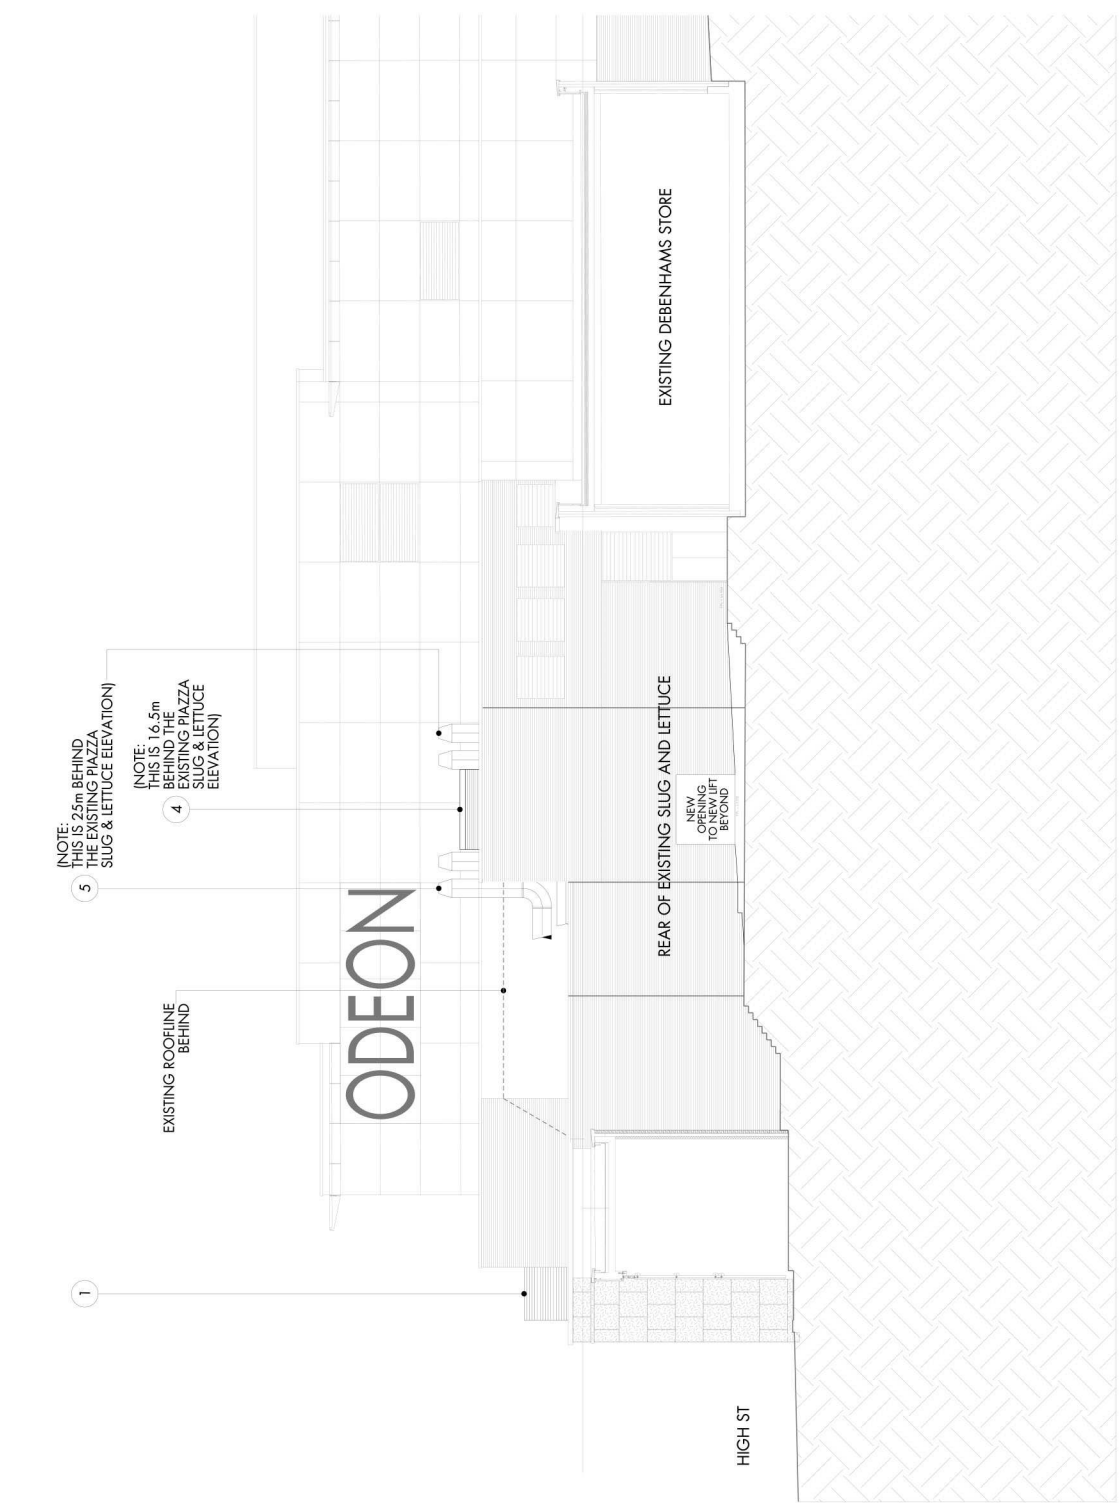 (NOTE:
THIS IS 25m BEHIND
THE EXISTING PIAZZA
SLUG & LETTUCE ELEVATION)
5
(NOTE:
THIS IS 16.5m
BEHIND THE
EXISTING PIAZZA
SLUG & LETTUCE
ELEVATION)
4
EXISTING ROOFLINE
BEHIND
1
ODEON
EXISTING DEBENHAMS STORE
REAR OF EXISTING SLUG AND LETTUCE
NEW
OPENING
TO NEW LIFT
BEYOND
HIGH ST